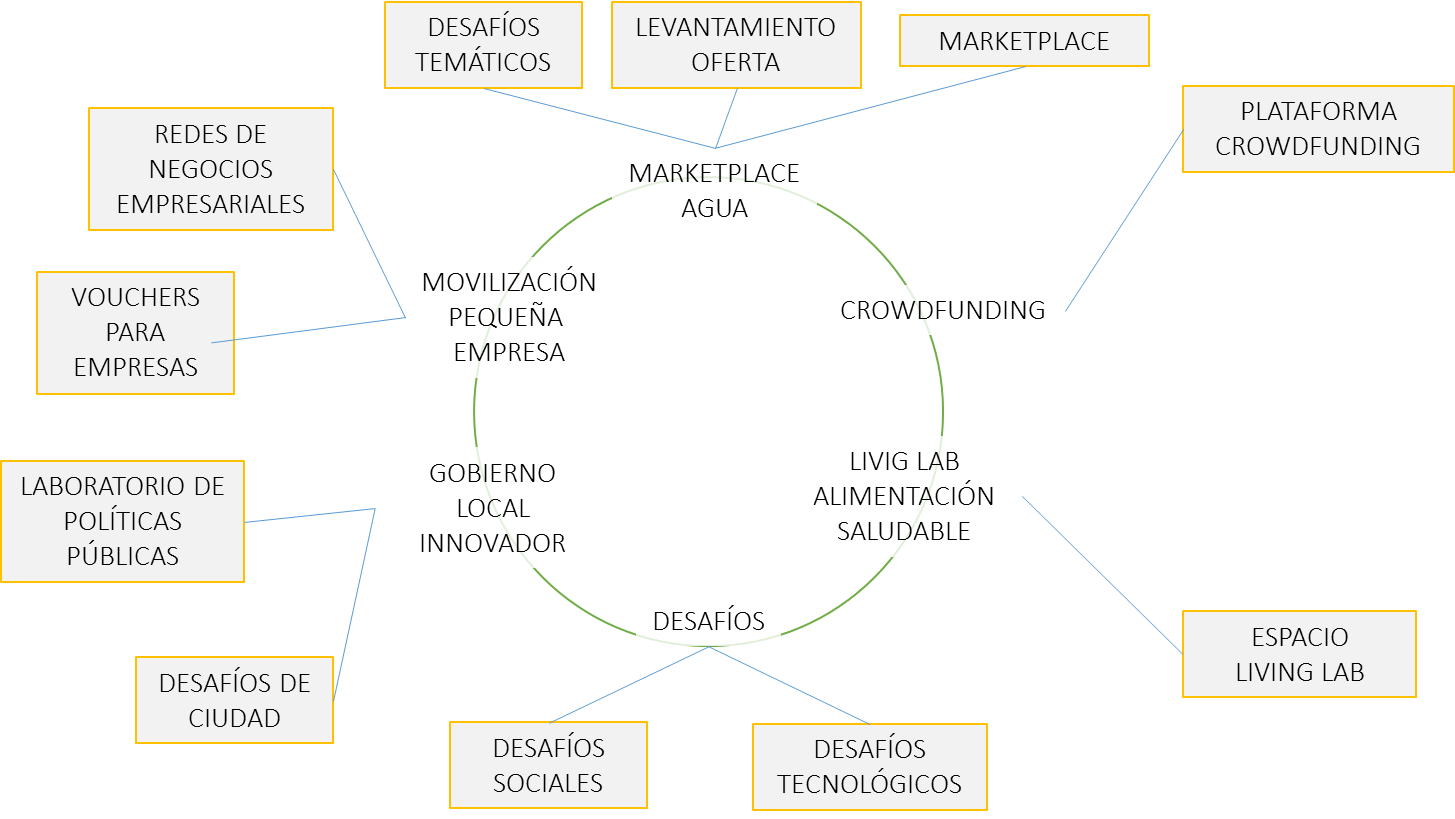 DESAFÍOS
TEMÁTICOS
LEVANTAMIENTO
OFERTA
MARKETPLACE
PLATAFORMA
CROWDFUNDING
REDES DE
NEGOCIOS
EMPRESARIALES
MARKETPLACE
AGUA
VOUCHERS
PARA
EMPRESAS
MOVILIZACIÓN
PEQUEÑA
EMPRESA
CROWDFUNDING
LABORATORIO DE
POLÍTICAS
PÚBLICAS
GOBIERNO
LOCAL
INNOVADOR
LIVIG LAB
ALIMENTACIÓN
SALUDABLE
DESAFÍOS
ESPACIO
LIVING LAB
DESAFÍOS DE
CIUDAD
DESAFÍOS
SOCIALES
DESAFÍOS
TECNOLÓGICOS